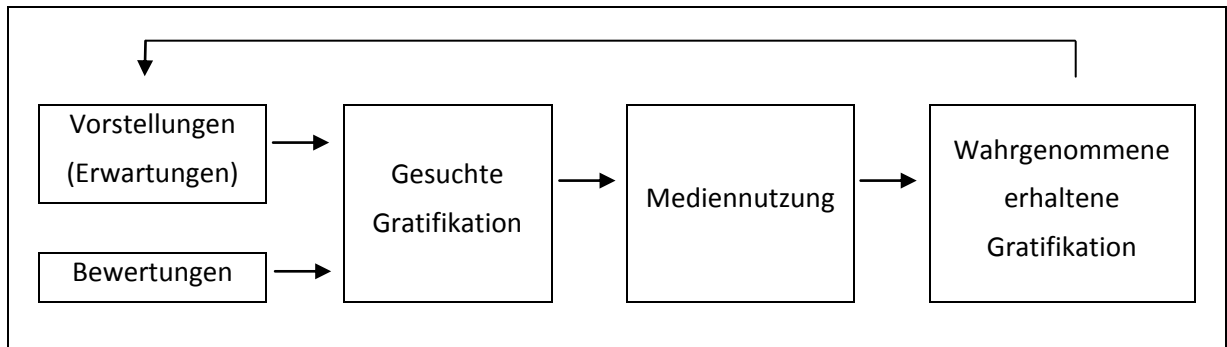 Vorstellungen
(Erwartungen)
Bewertungen
Gesuchte
Gratifikation
Mediennutzung
Wahrgenommene
erhaltene
Gratifikation